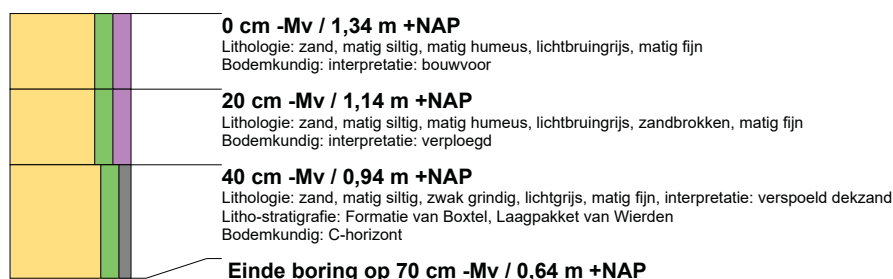 0 cm -Mv / 1,34 m +NAP
Lithologie: zand, matig siltig, matig humeus, lichtbruingrijs, matig fijn
Bodemkundig: interpretatie: bouwvoor
20 cm -Mv / 1,14 m +NAP
Lithologie: zand, matig siltig, matig humeus, lichtbruingrijs, zandbrokken, matig fijn
Bodemkundig: interpretatie: verploegd
40 cm -Mv / 0,94 m +NAP
Lithologie: zand, matig siltig, zwak grindig, lichtgrijs, matig fijn, interpretatie: verspoeld dekzand
Litho-stratigrafie: Formatie van Boxtel, Laagpakket van Wierden
Bodemkundig: C-horizont
Einde boring op 70 cm -Mv / 0,64 m +NAP